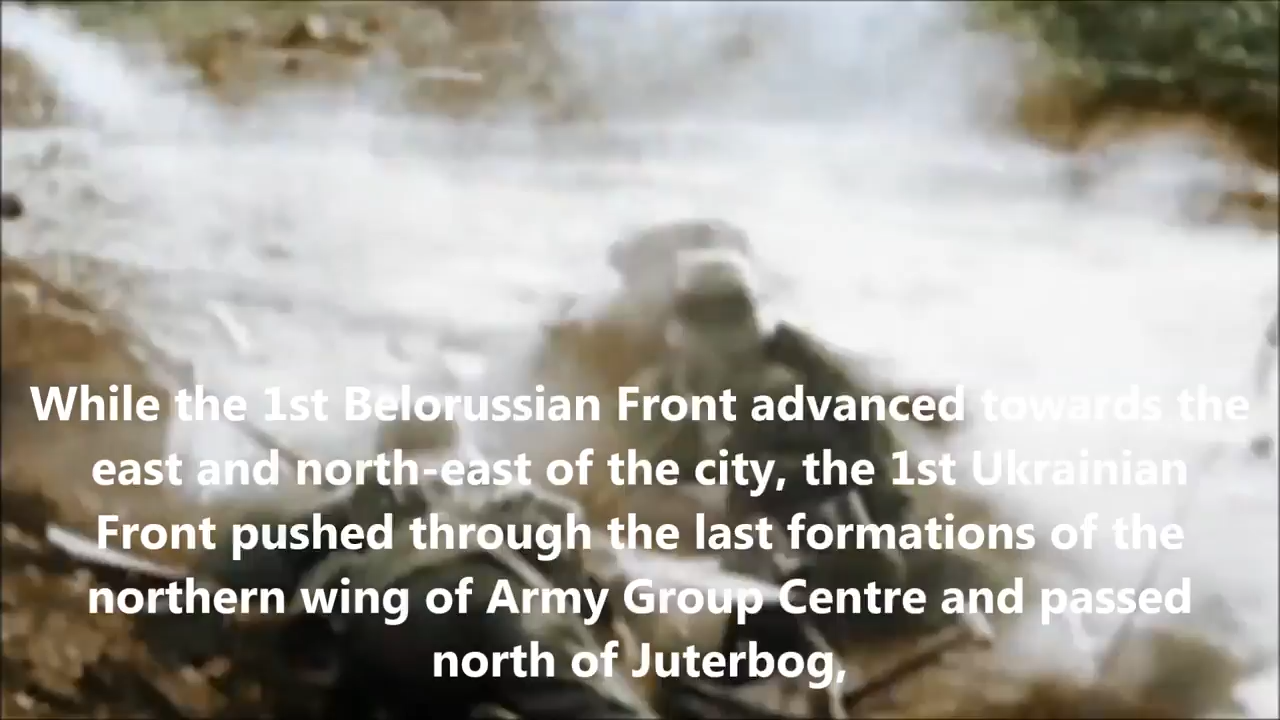 While the 1st Belorussian Front advanced towards the
east and north-east of the city, the 1st Ukrainian
Front pushed through the last formations of the
northern wing of Army Group Centre and passed
north of Juterbog,